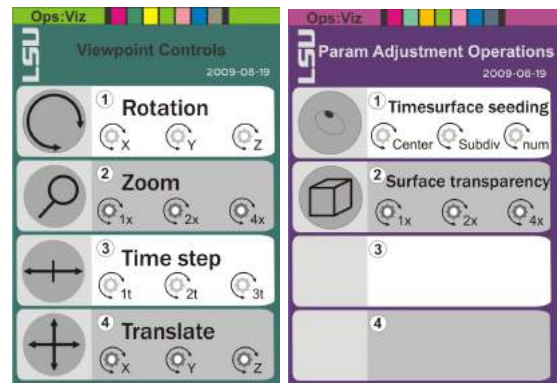 Ops:Viz
LSU
Viewpoint Controls
2009-08-19
1
Rotation
X Y Z
2
Zoom
1x 2x 4x
3
Time step
1t 2t 3t
4
Translate
X Y Z
Ops:Viz
LSU
Param Adjustment Operations
2009-08-19
1
Timesurface seeding
Center Subdiv num
2
Surface transparency
1x 2x 4x
3
4